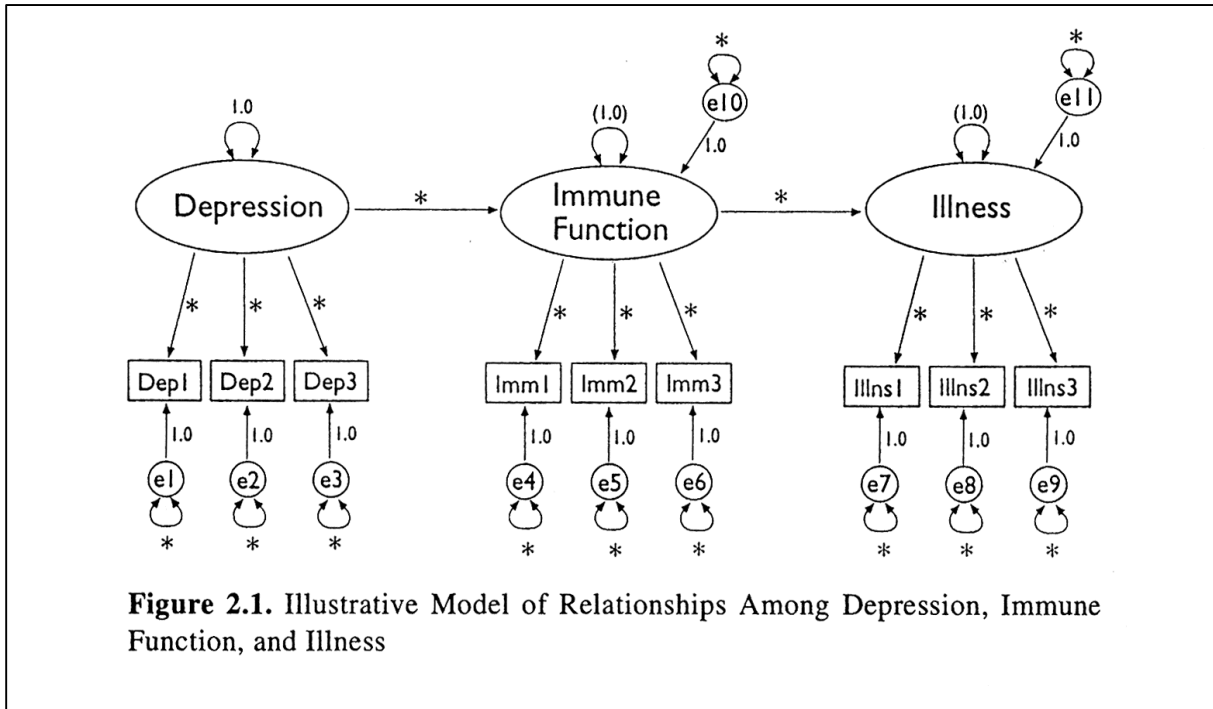 * *
1.0 (1.0) e10 (1.0) e11
1.0 1.0
Depression * Immune Function * Illness
* * * * * * * * *
Dep1 Dep2 Dep3 Imm1 Imm2 Imm3 Illns1 Illns2 Illns3
1.0 1.0 1.0 1.0 1.0 1.0 1.0 1.0 1.0
e1 e2 e3 e4 e5 e6 e7 e8 e9
* * * * * * * * *
Figure 2.1. Illustrative Model of Relationships Among Depression, Immune
Function, and Illness